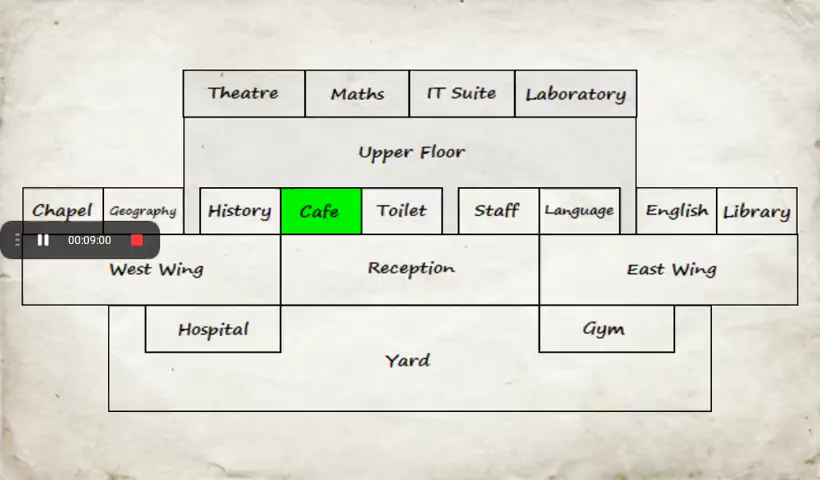 Theatre
Maths
IT Suite
Laboratory
Upper Floor
Chapel
Geography
History
Cafe
Toilet
Staff
Language
English
Library
00:09:00
West Wing
Reception
East Wing
Hospital
Gym
Yard